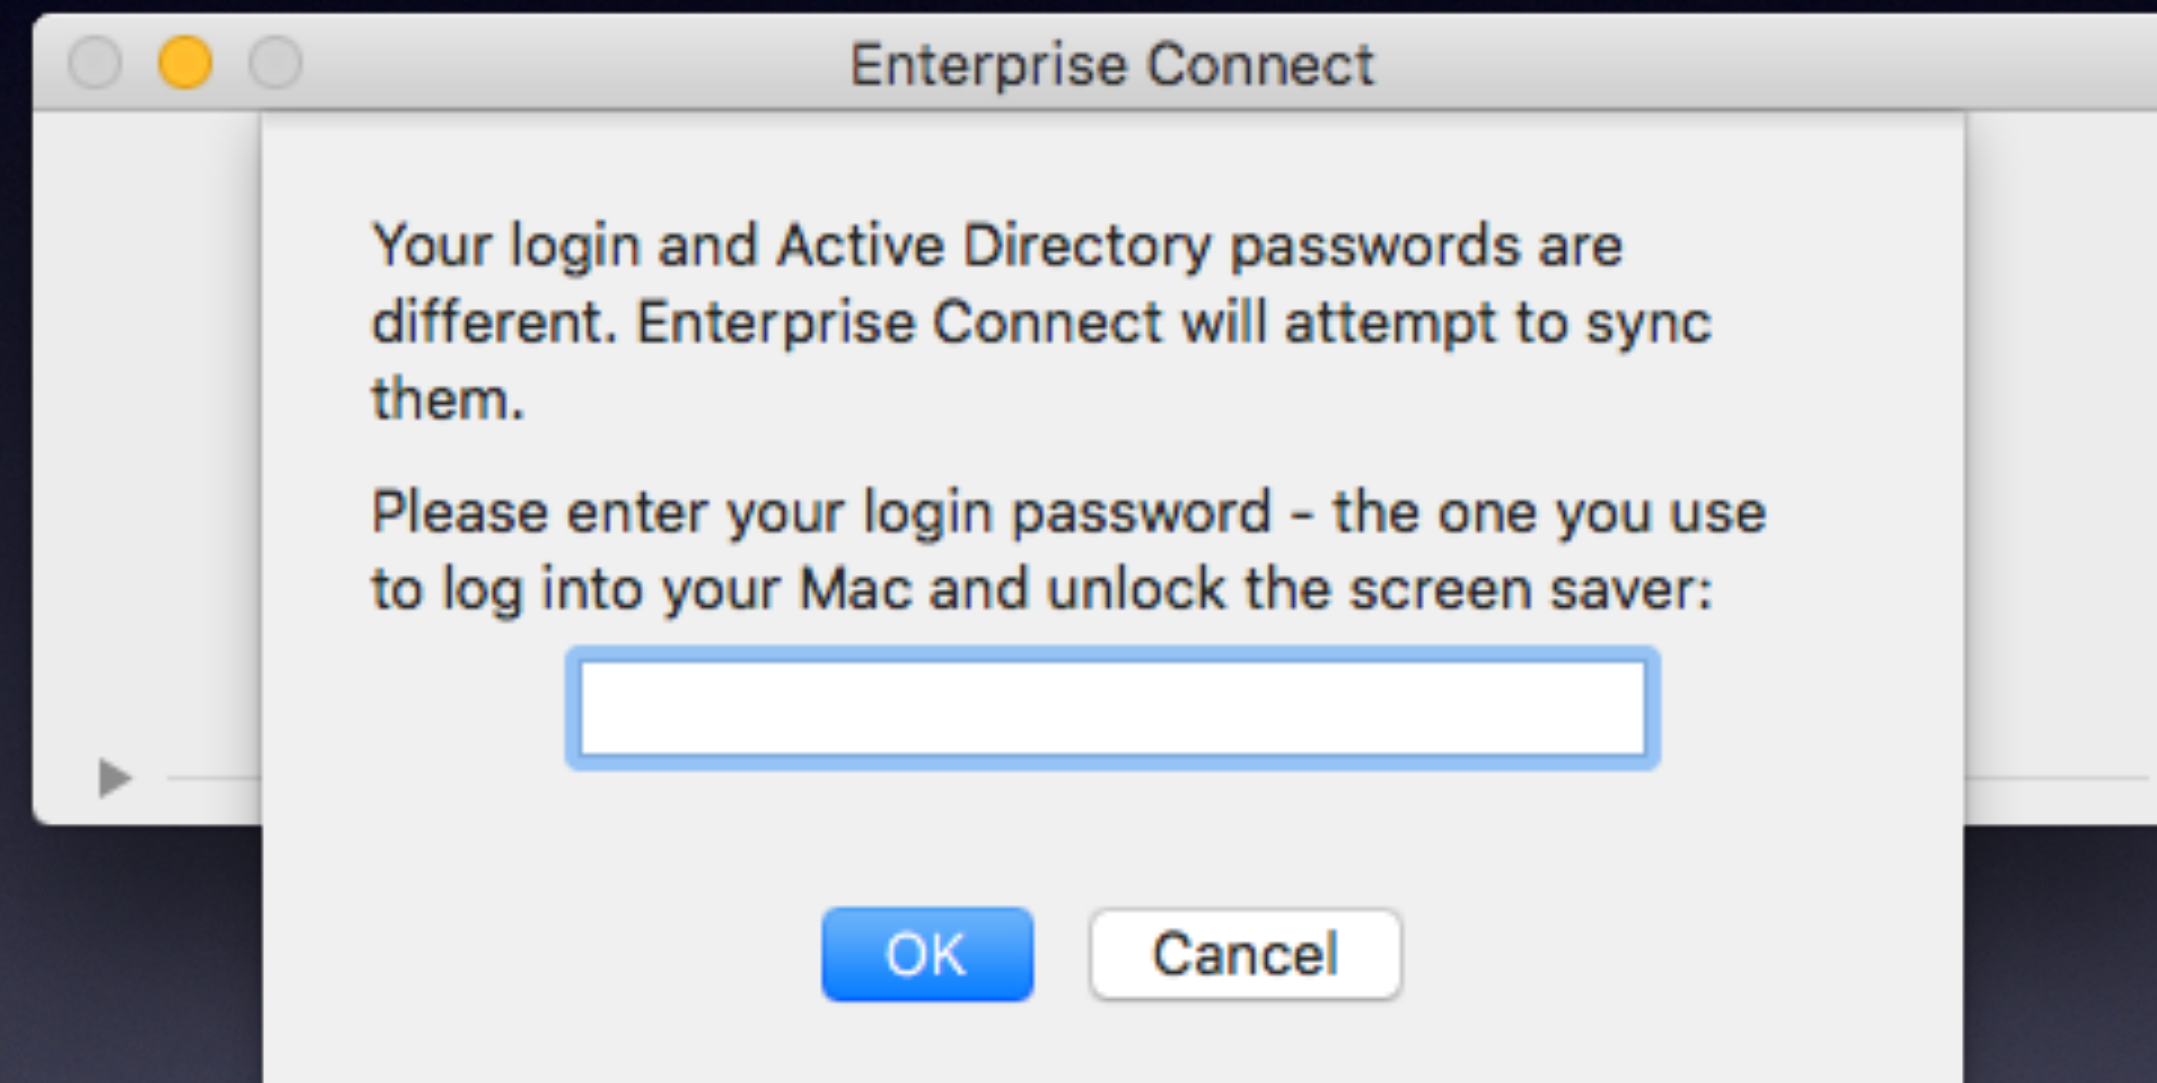 Enterprise Connect
Your login and Active Directory passwords are
different. Enterprise Connect will attempt to sync
them.
Please enter your login password - the one you use
to log into your Mac and unlock the screen saver:
OK
Cancel